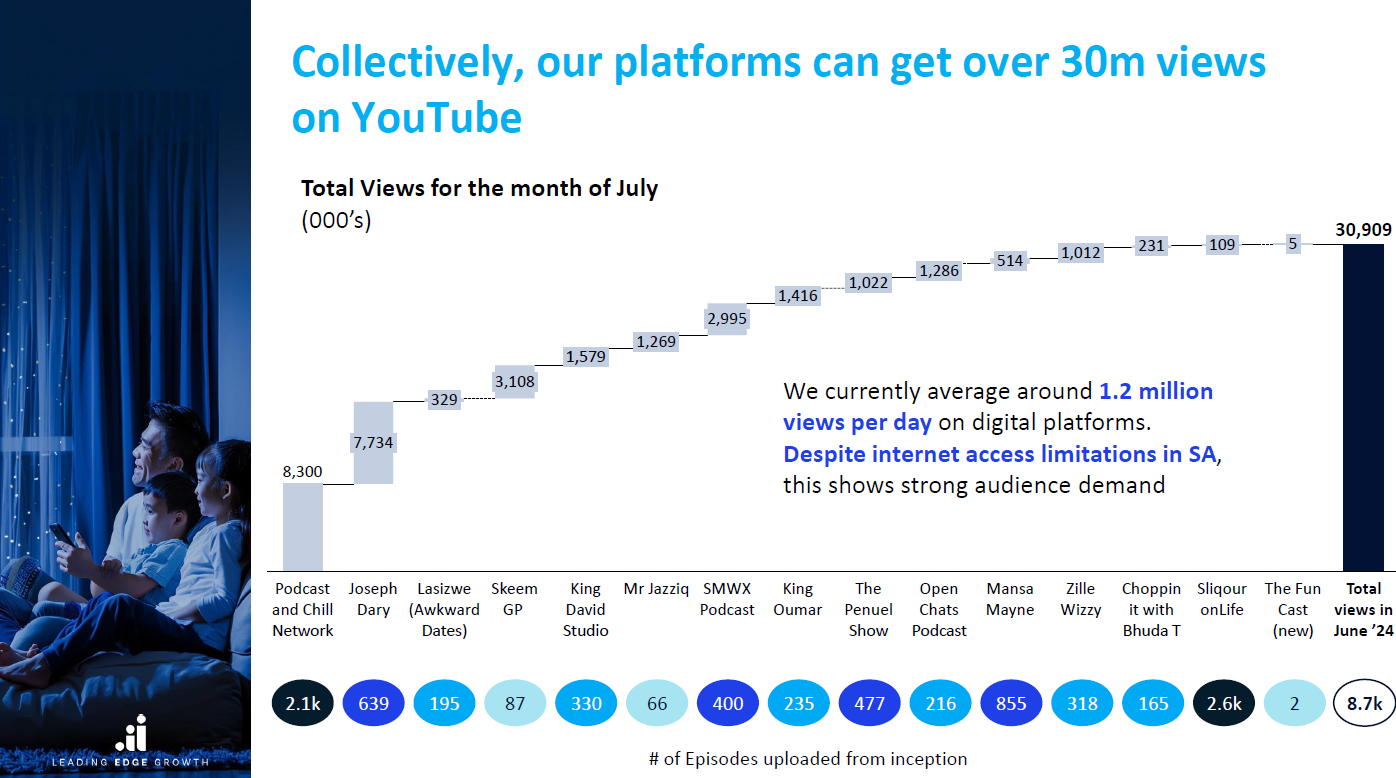 Collectively, our platforms can get over 30m views
on YouTube
Total Views for the month of July
(000’s)
8,300
7,734
329
3,108
1,579
1,269
2,995
1,416
1,022
1,286
514
1,012
231
109
5
30,909
We currently average around 1.2 million
views per day on digital platforms.
Despite internet access limitations in SA,
this shows strong audience demand
Podcast
and Chill
Network
Joseph
Dary
Lasizwe
(Awkward
Dates)
Skeem
GP
King
David
Studio
Mr Jazziq
SMWX
Podcast
King
Oumar
The
Penuel
Show
Open
Chats
Podcast
Mansa
Mayne
Zille
Wizzy
Choppin
it with
Bhuda T
Sliqour
onLife
The Fun
Cast
(new)
Total
views in
June ’24
2.1k
639
195
87
330
66
400
235
477
216
855
318
165
2.6k
2
8.7k
# of Episodes uploaded from inception
LEADING EDGE GROWTH